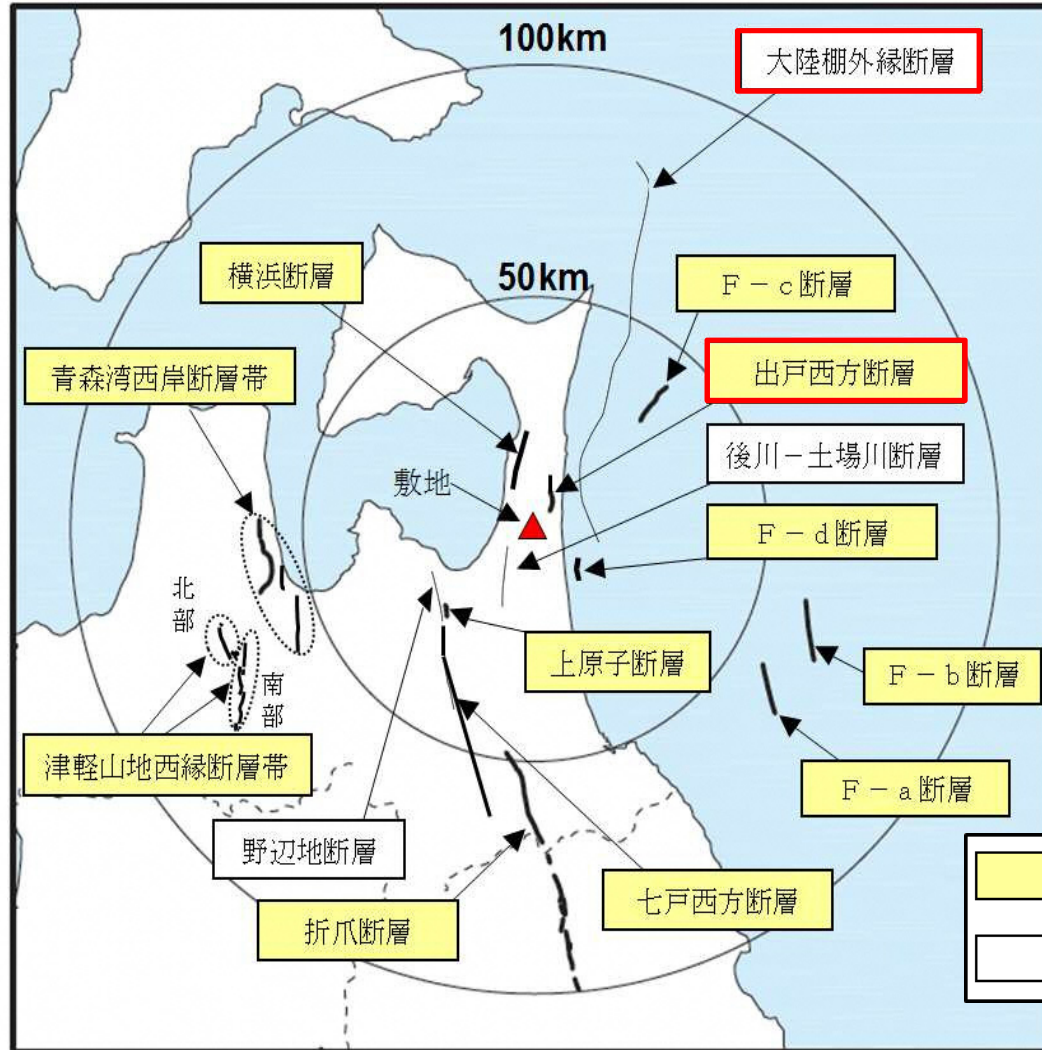 100km
大陸棚外縁断層
横浜断層
50km
F-c断層
青森湾西岸断層帯
出戸西方断層
後川-土場川断層
敷地
F-d断層
北部
上原子断層
F-b断層
南部
津軽山地西縁断層帯
F-a断層
野辺地断層
七戸西方断層
折爪断層